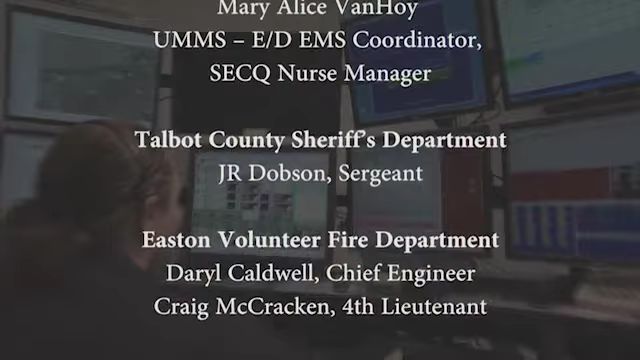 Mary Alice VanHoy
UMMS – E/D EMS Coordinator,
SECQ Nurse Manager
Talbot County Sheriff's Department
JR Dobson, Sergeant
Easton Volunteer Fire Department
Daryl Caldwell, Chief Engineer
Craig McCracken, 4th Lieutenant